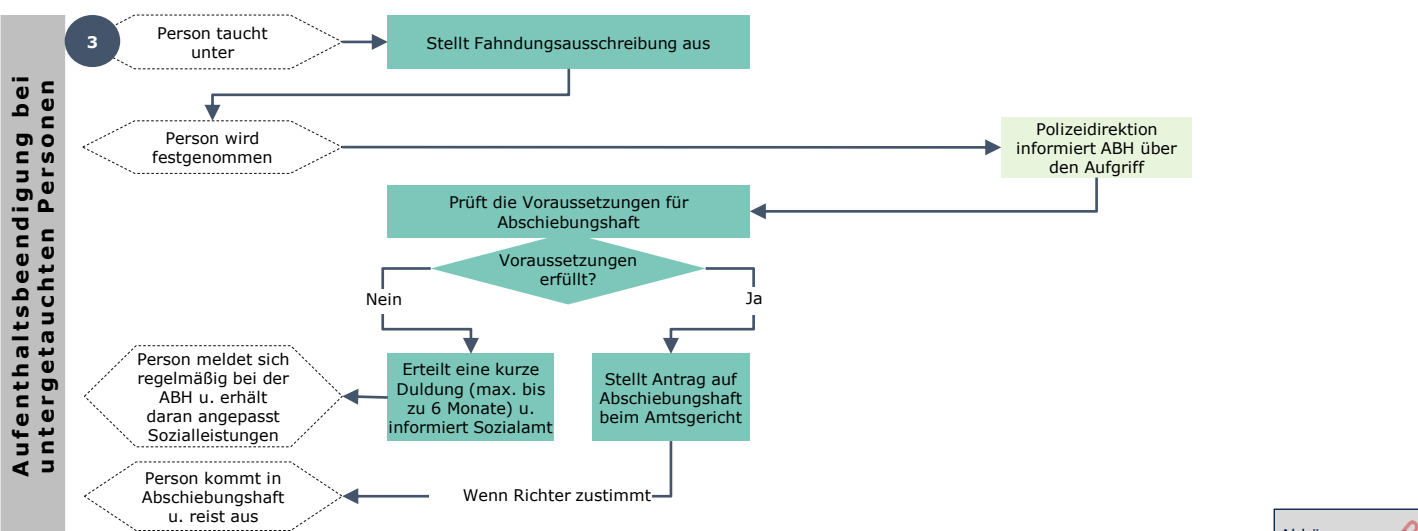 Aufenthaltsbeendigung bei
untergetauchten Personen
3
Person taucht
unter
Stellt Fahndungsausschreibung aus
Person wird
festgenommen
Polizeidirektion
informiert ABH über
den Aufgriff
Prüft die Voraussetzungen für
Abschiebungshaft
Voraussetzungen
erfüllt?
Nein
Ja
Person meldet sich
regelmäßig bei der
ABH u. erhält
daran angepasst
Sozialleistungen
Erteilt eine kurze
Duldung (max. bis
zu 6 Monate) u.
informiert Sozialamt
Stellt Antrag auf
Abschiebungshaft
beim Amtsgericht
Person kommt in
Abschiebungshaft
u. reist aus
Wenn Richter zustimmt